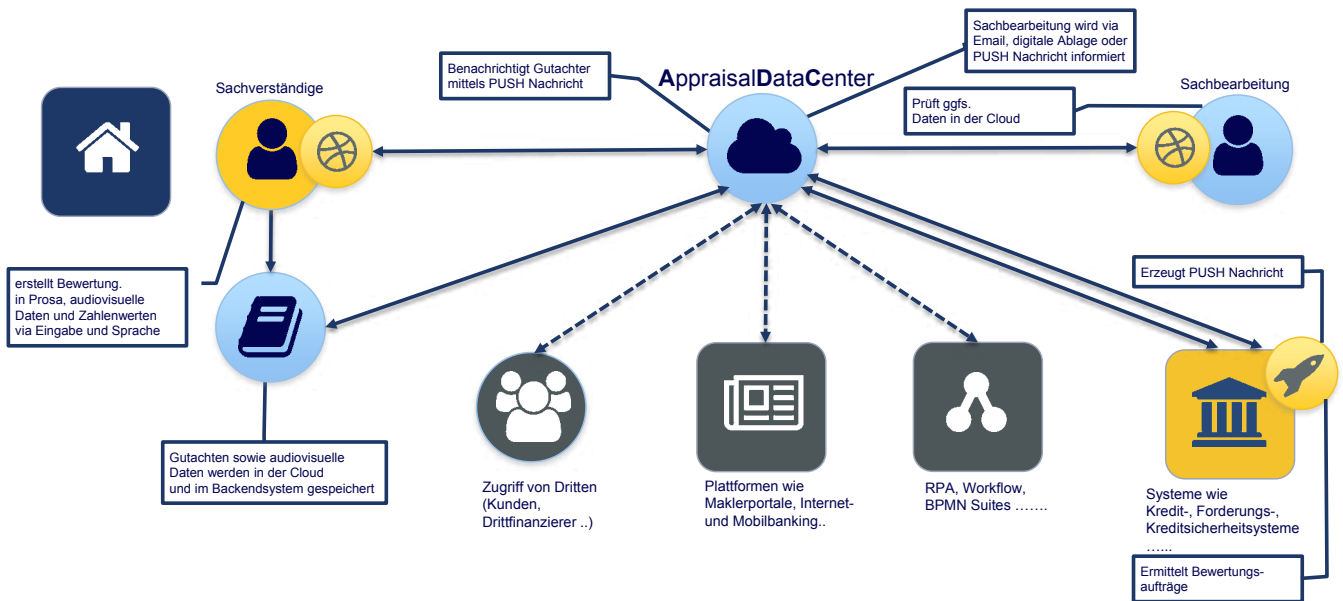 Sachbearbeitung wird via
Email, digitale Ablage oder
PUSH Nachricht informiert
Benachrichtigt Gutachter
mittels PUSH Nachricht
AppraisalDataCenter
Sachverständige
Sachbearbeitung
Prüft ggfs.
Daten in der Cloud
erstellt Bewertung.
in Prosa, audiovisuelle
Daten und Zahlenwerten
via Eingabe und Sprache
Erzeugt PUSH Nachricht
Gutachten sowie audiovisuelle
Daten werden in der Cloud
und im Backendsystem gespeichert
Zugriff von Dritten
(Kunden,
Drittfinanzierer ..)
Plattformen wie
Maklerportale, Internet-
und Mobilbanking..
RPA, Workflow,
BPMN Suites …….
Systeme wie
Kredit-, Forderungs-,
Kreditsicherheitsysteme
…...
Ermittelt Bewertungs-
aufträge